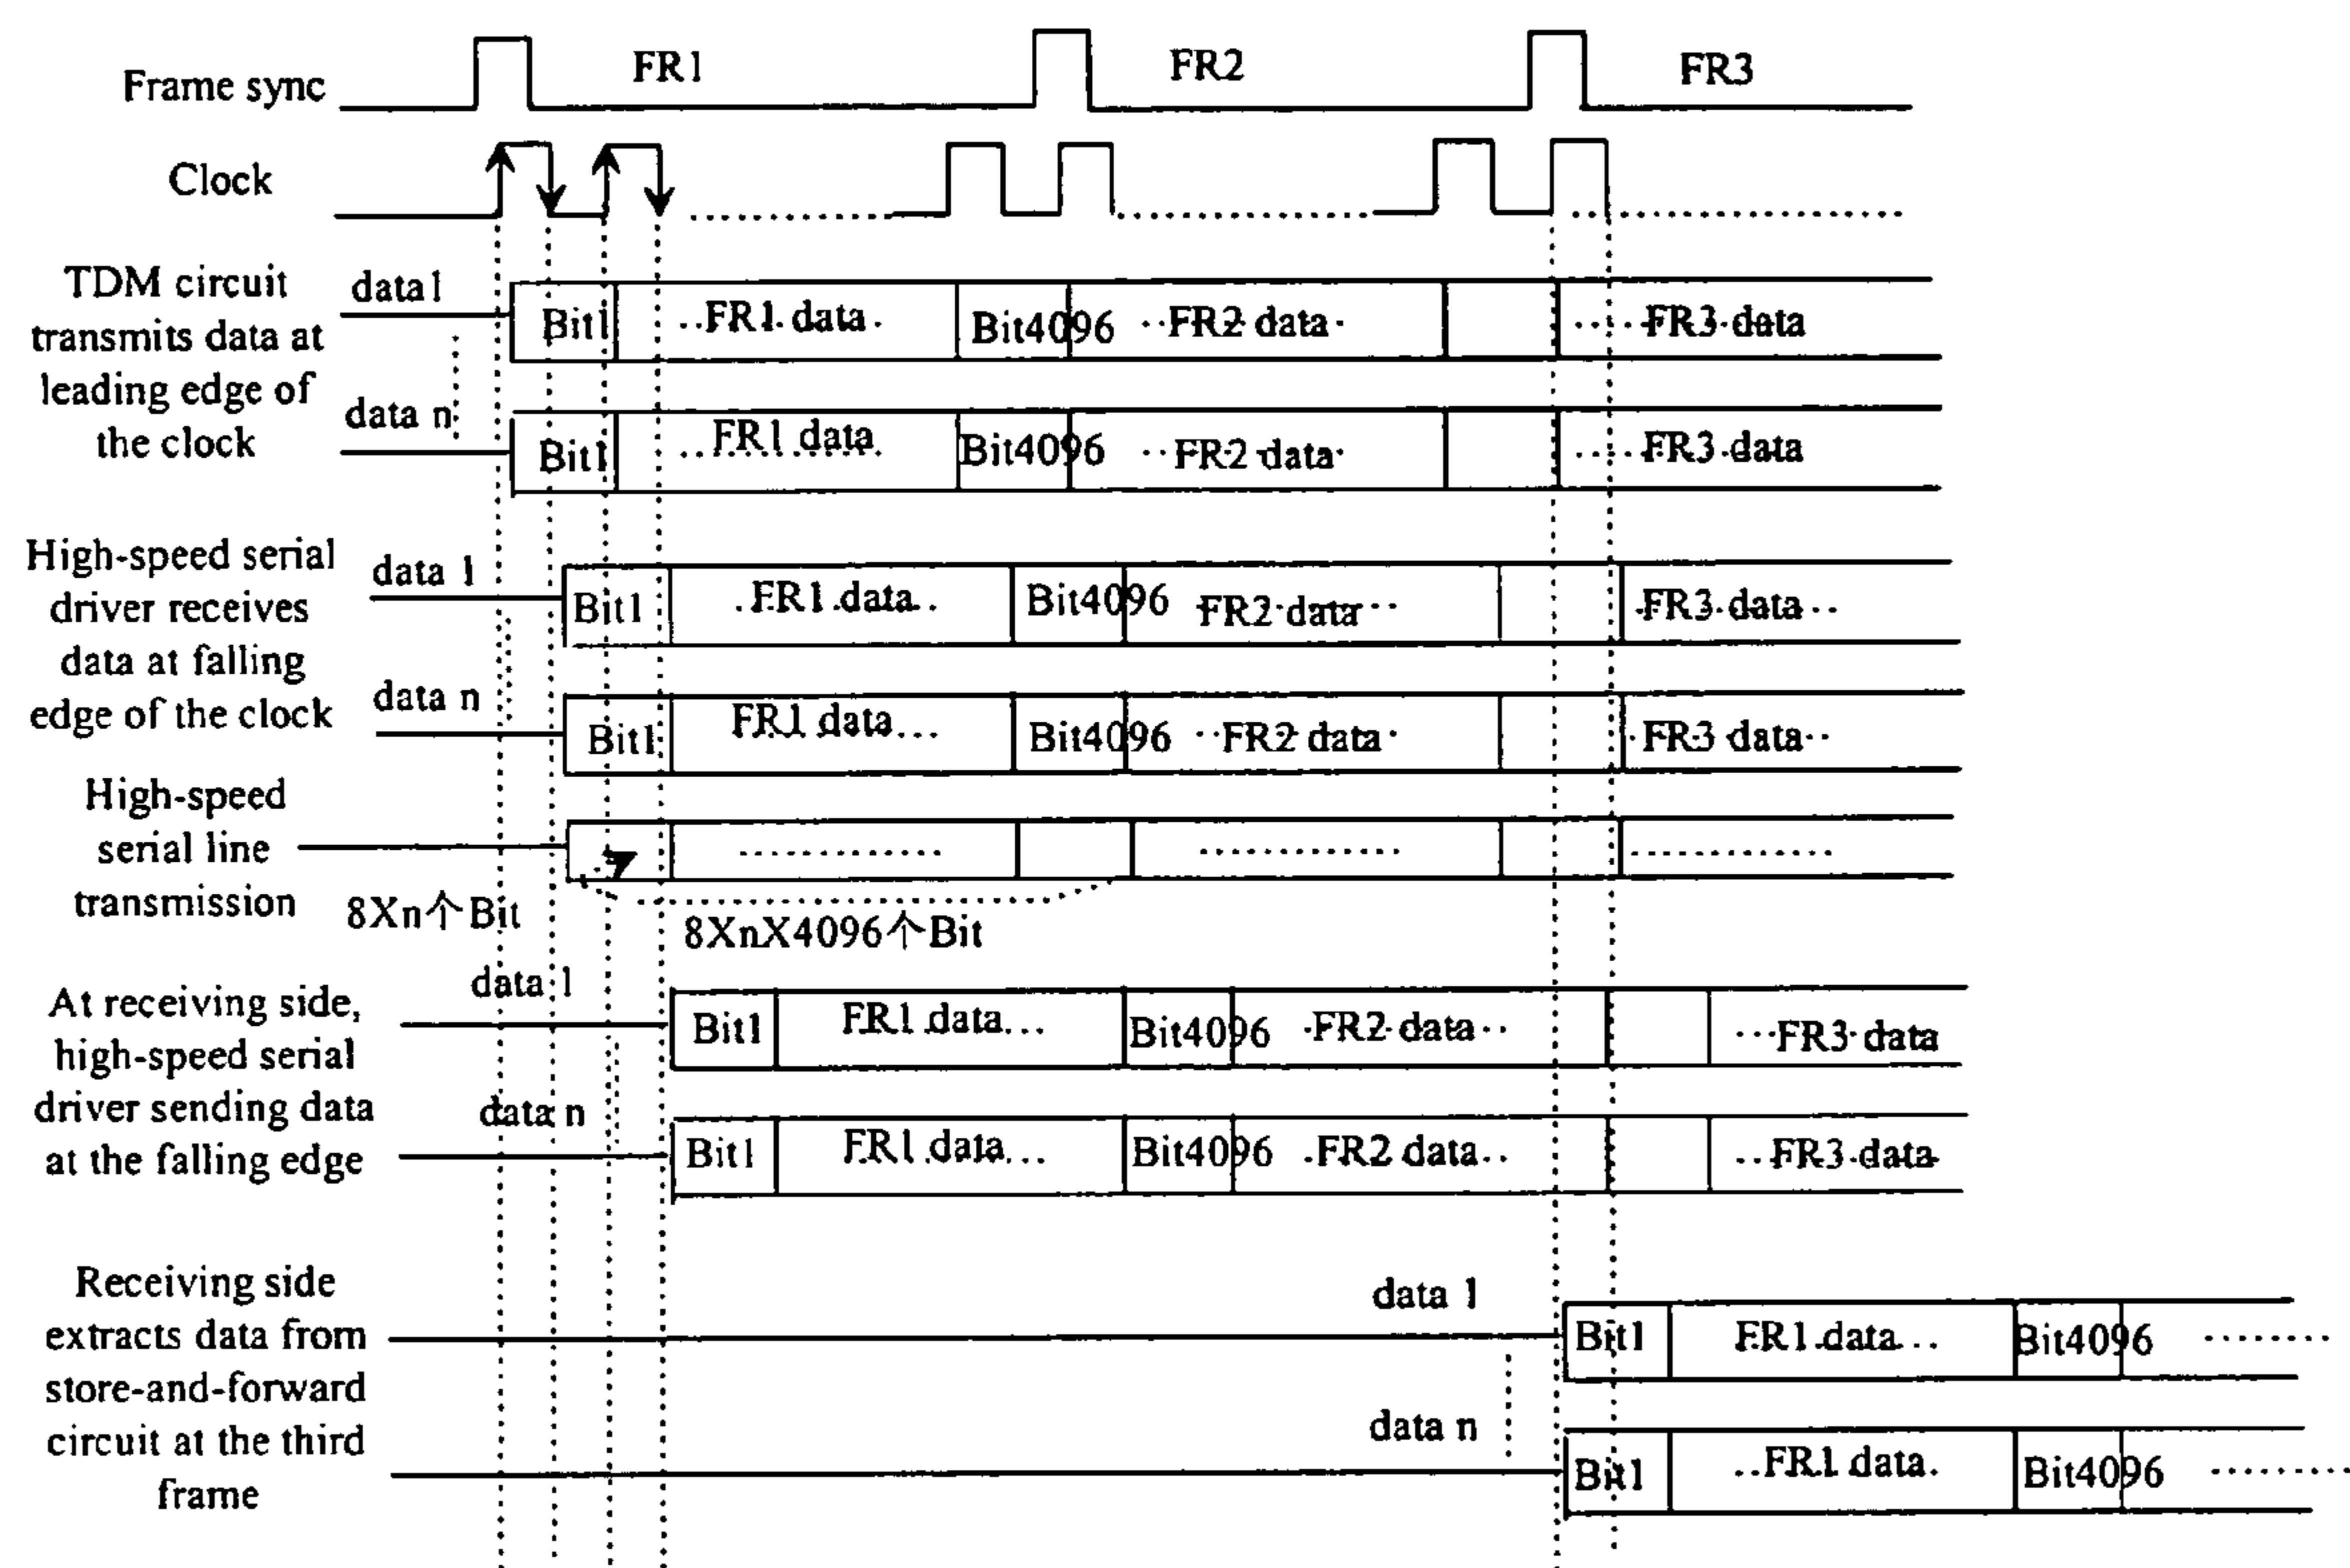 Frame sync
FR1
FR2
FR3
Clock
TDM circuit
transmits data at
leading edge of
the clock
data1
Bit1
FR1 data
Bit4096
FR2 data
FR3 data
data n
Bit1
FR1 data
Bit4096
FR2 data
FR3 data
High-speed serial
driver receives
data at falling
edge of the clock
data 1
Bit1
FR1 data
Bit4096
FR2 data
FR3 data
data n
Bit1
FR1 data
Bit4096
FR2 data
FR3 data
High-speed
serial line
transmission
8Xn个Bit
8XnX4096个Bit
At receiving side,
high-speed serial
driver sending data
at the falling edge
data 1
Bit1
FR1 data
Bit4096
FR2 data
FR3 data
data n
Bit1
FR1 data
Bit4096
FR2 data
FR3 data
Receiving side
extracts data from
store-and-forward
circuit at the third
frame
data 1
Bit1
FR1 data
Bit4096
data n
Bit1
FR1 data
Bit4096